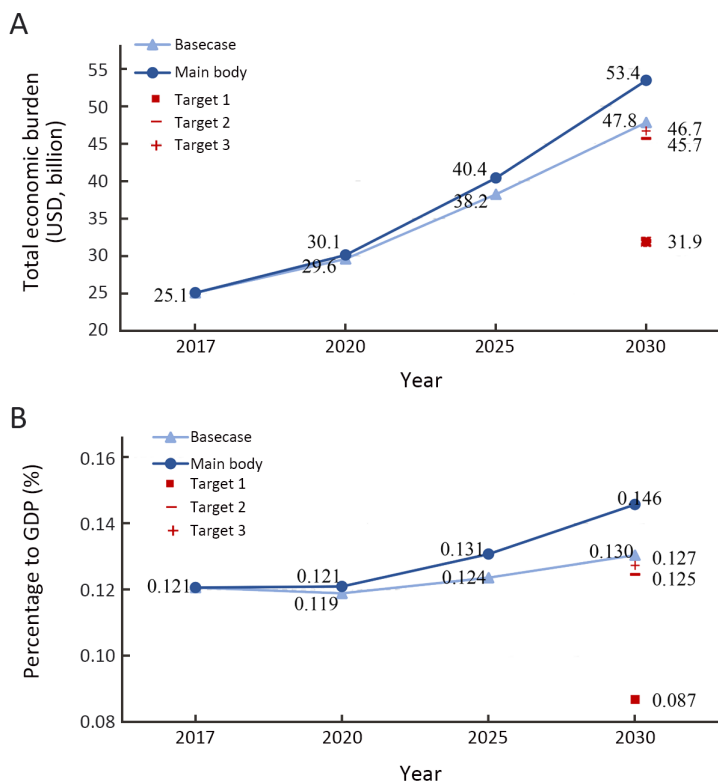 A
Basecase
Main body
Target 1
Target 2
Target 3
Total economic burden
(USD, billion)
55
50
45
40
35
30
25
20
25.1
30.1
29.6
40.4
38.2
53.4
47.8
46.7
45.7
31.9
2017
2020
2025
2030
Year
B
Basecase
Main body
Target 1
Target 2
Target 3
Percentage to GDP (%)
0.16
0.14
0.12
0.10
0.08
0.121
0.121
0.119
0.131
0.124
0.146
0.130
0.127
0.125
0.087
2017
2020
2025
2030
Year